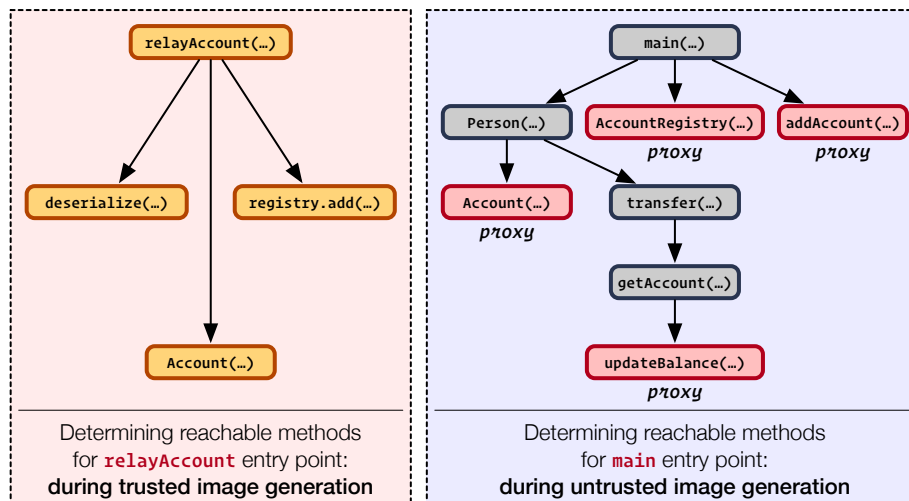 relayAccount(…)
deserialize(…)
registry.add(…)
Account(…)
Determining reachable methods
for relayAccount entry point:
during trusted image generation
main(…)
Person(…)
AccountRegistry(…)
addAccount(…)
proxy
proxy
Account(…)
transfer(…)
proxy
getAccount(…)
updateBalance(…)
proxy
Determining reachable methods
for main entry point:
during untrusted image generation